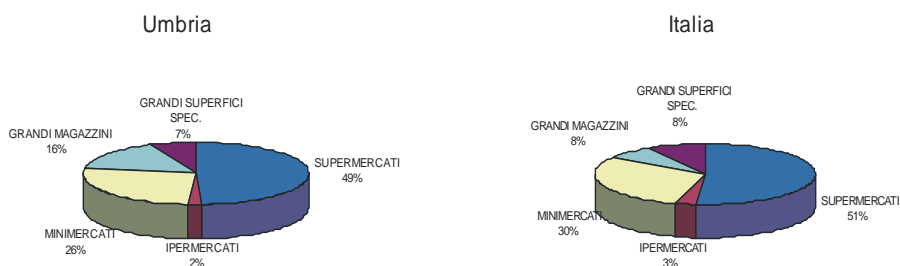 Umbria
GRANDI SUPERFICI
SPEC.
7%
GRANDI MAGAZZINI
16%
SUPERMERCATI
49%
MINIMERCATI
26%
IPERMERCATI
2%
Italia
GRANDI SUPERFICI
SPEC.
8%
GRANDI MAGAZZINI
8%
SUPERMERCATI
51%
MINIMERCATI
30%
IPERMERCATI
3%